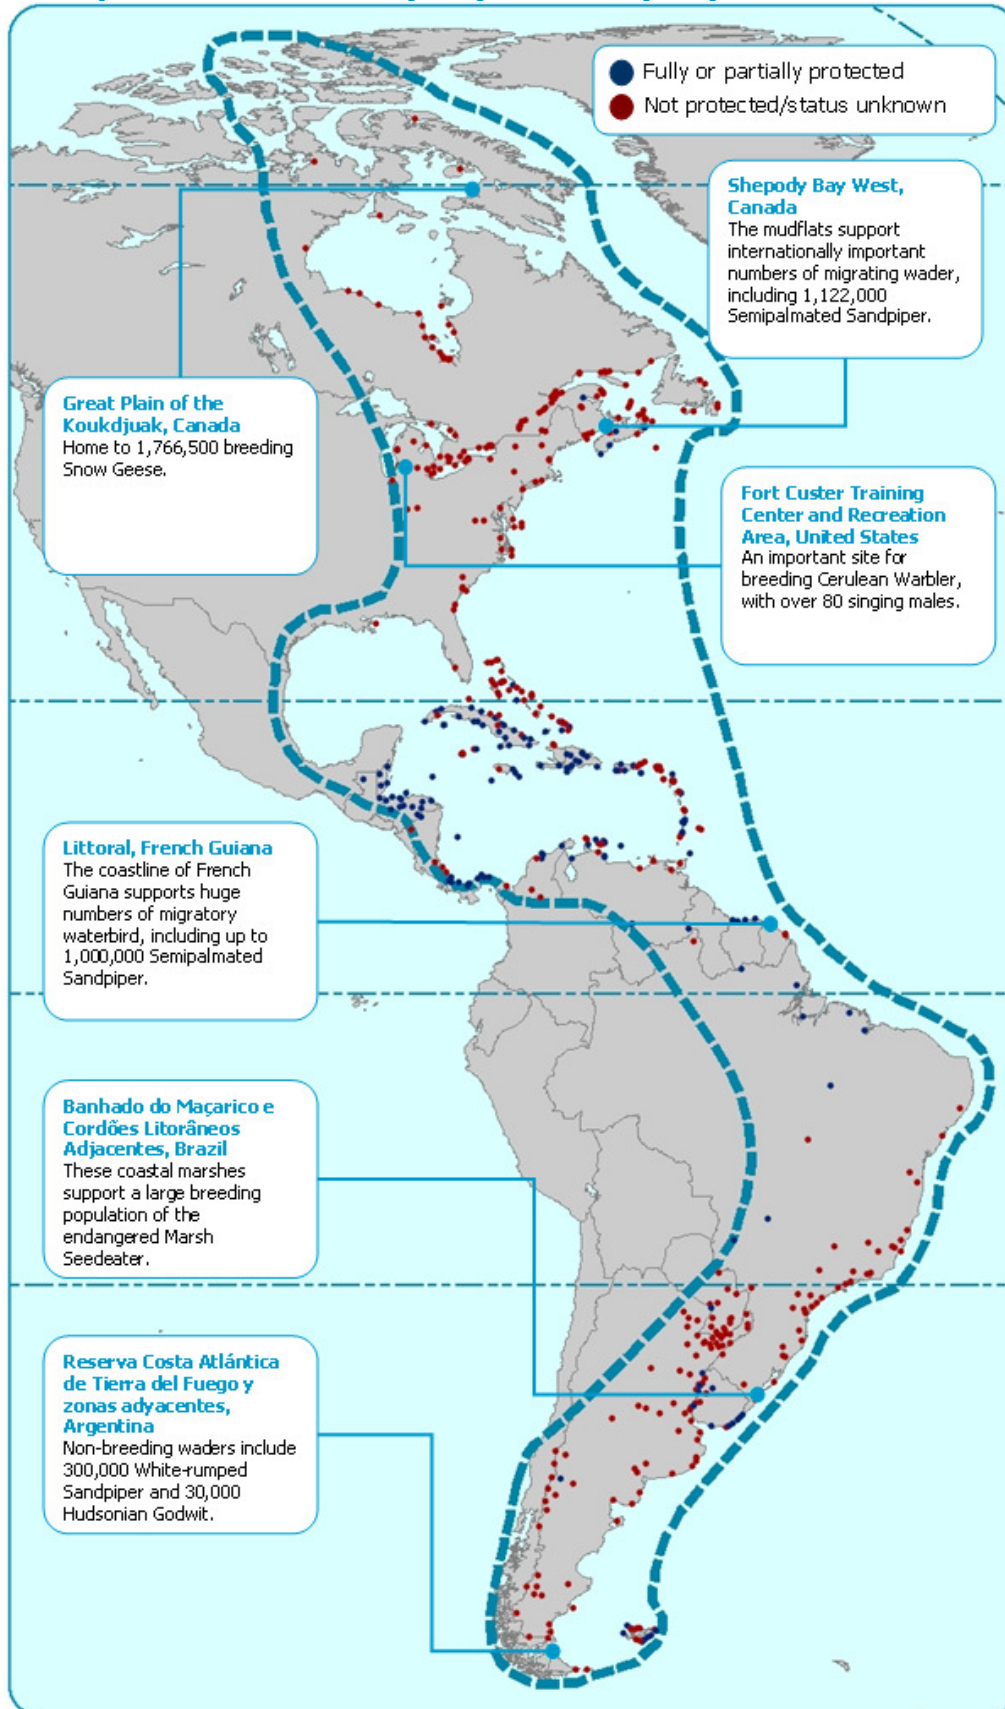 Fully or partially protected
Not protected/status unknown
Shepody Bay West,
Canada
The mudflats support
internationally important
numbers of migrating wader,
including 1,122,000
Semipalmated Sandpiper.
Great Plain of the
Koukdjuak, Canada
Home to 1,766,500 breeding
Snow Geese.
Fort Custer Training
Center and Recreation
Area, United States
An important site for
breeding Cerulean Warbler,
with over 80 singing males.
Littoral, French Guiana
The coastline of French
Guiana supports huge
numbers of migratory
waterbird, including up to
1,000,000 Semipalmated
Sandpiper.
Banhado do Maçarico e
Cordões Litorâneos
Adjacentes, Brazil
These coastal marshes
support a large breeding
population of the
endangered Marsh
Seedeater.
Reserva Costa Atlántica
de Tierra del Fuego y
zonas adyacentes,
Argentina
Non-breeding waders include
300,000 White-rumped
Sandpiper and 30,000
Hudsonian Godwit.